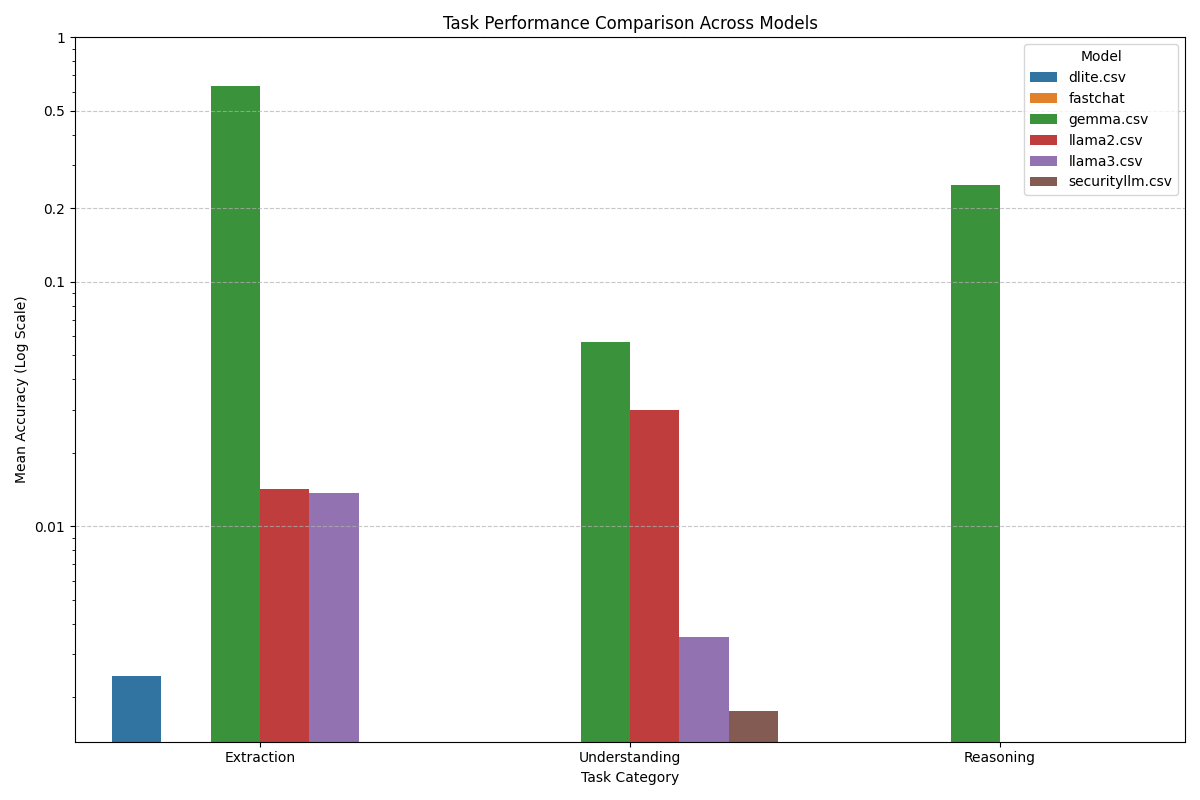 Task Performance Comparison Across Models
Mean Accuracy (Log Scale)
1
0.5
0.2
0.1
0.01
Model
dlite.csv
fastchat
gemma.csv
llama2.csv
llama3.csv
securityllm.csv
Extraction
Understanding
Reasoning
Task Category